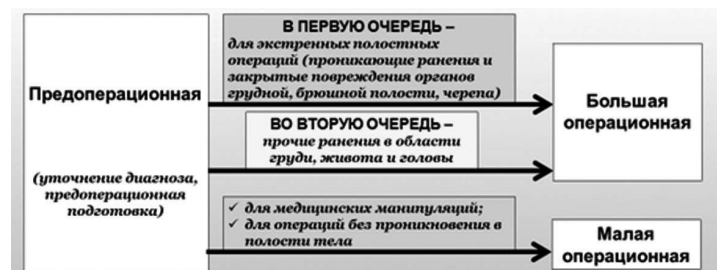 Предоперационная
(уточнение диагноза,
предоперационная
подготовка)
В ПЕРВУЮ ОЧЕРЕДЬ –
для экстренных полостных
операций (проникающие ранения и
закрытые повреждения органов
грудной, брюшной полости, черепа)
ВО ВТОРУЮ ОЧЕРЕДЬ –
прочие ранения в области
груди, живота и головы
✓ для медицинских манипуляций;
✓ для операций без проникновения в
полости тела
Большая
операционная
Малая
операционная